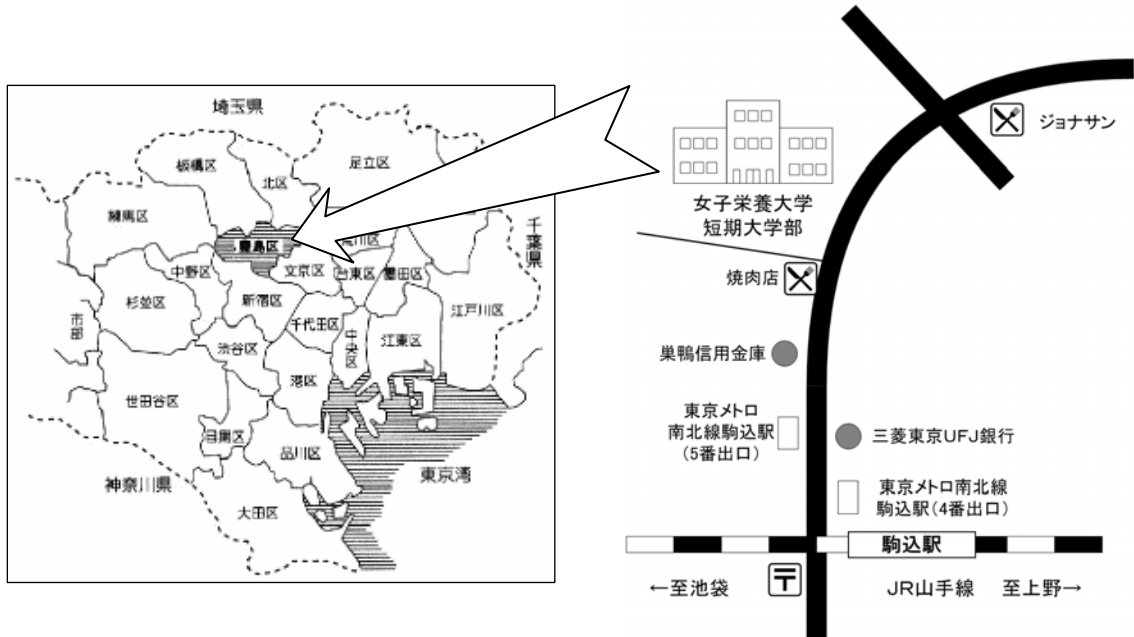 埼玉県
板橋区
足立区
北区
練馬区
豊島区
荒川区
千葉県
中野区
文京区
台東区
墨田区
杉並区
新宿区
江戸川区
市部
千代田区
中央区
江東区
渋谷区
港区
世田谷区
目黒区
品川区
東京湾
神奈川県
大田区
ジョナサン
女子栄養大学
短期大学部
焼肉店
巣鴨信用金庫
東京メトロ
南北線駒込駅
(5番出口)
三菱東京UFJ銀行
東京メトロ南北線
駒込駅(4番出口)
駒込駅
〒
←至池袋
JR山手線 至上野→